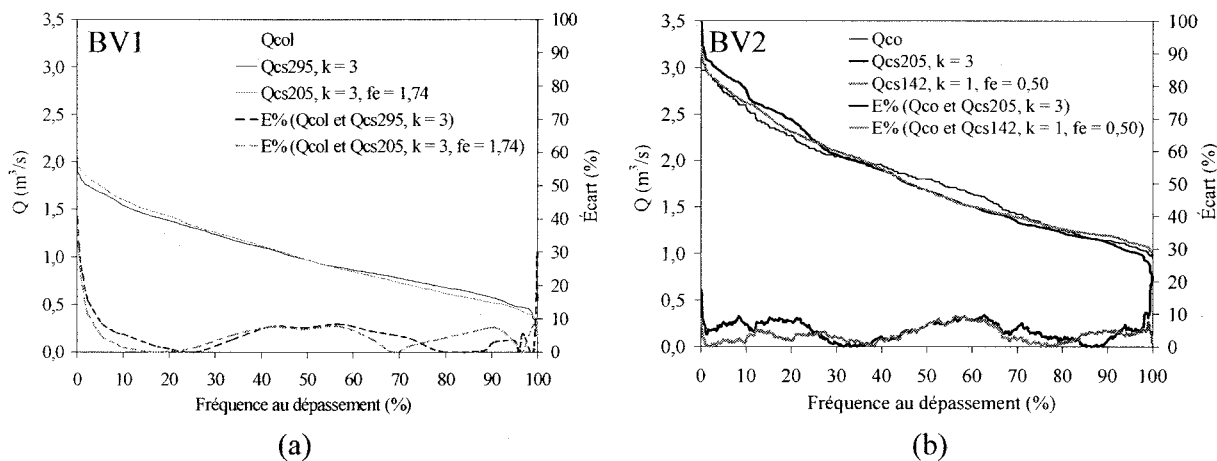 BV1
Qcol
Qcs295, k = 3
Qcs205, k = 3, fe = 1,74
E% (Qcol et Qcs295, k = 3)
E% (Qcol et Qcs205, k = 3, fe = 1,74)
Q (m³/s)
3,5
3,0
2,5
2,0
1,5
1,0
0,5
0,0
100
90
80
70
60
50
40
30
20
10
0
Écart (%)
0 10 20 30 40 50 60 70 80 90 100
Fréquence au dépassement (%)
(a)
BV2
Qco
Qcs205, k = 3
Qcs142, k = 1, fe = 0,50
E% (Qco et Qcs205, k = 3)
E% (Qco et Qcs142, k = 1, fe = 0,50)
Q (m³/s)
3,5
3,0
2,5
2,0
1,5
1,0
0,5
0,0
100
90
80
70
60
50
40
30
20
10
0
Écart (%)
0 10 20 30 40 50 60 70 80 90 100
Fréquence au dépassement (%)
(b)